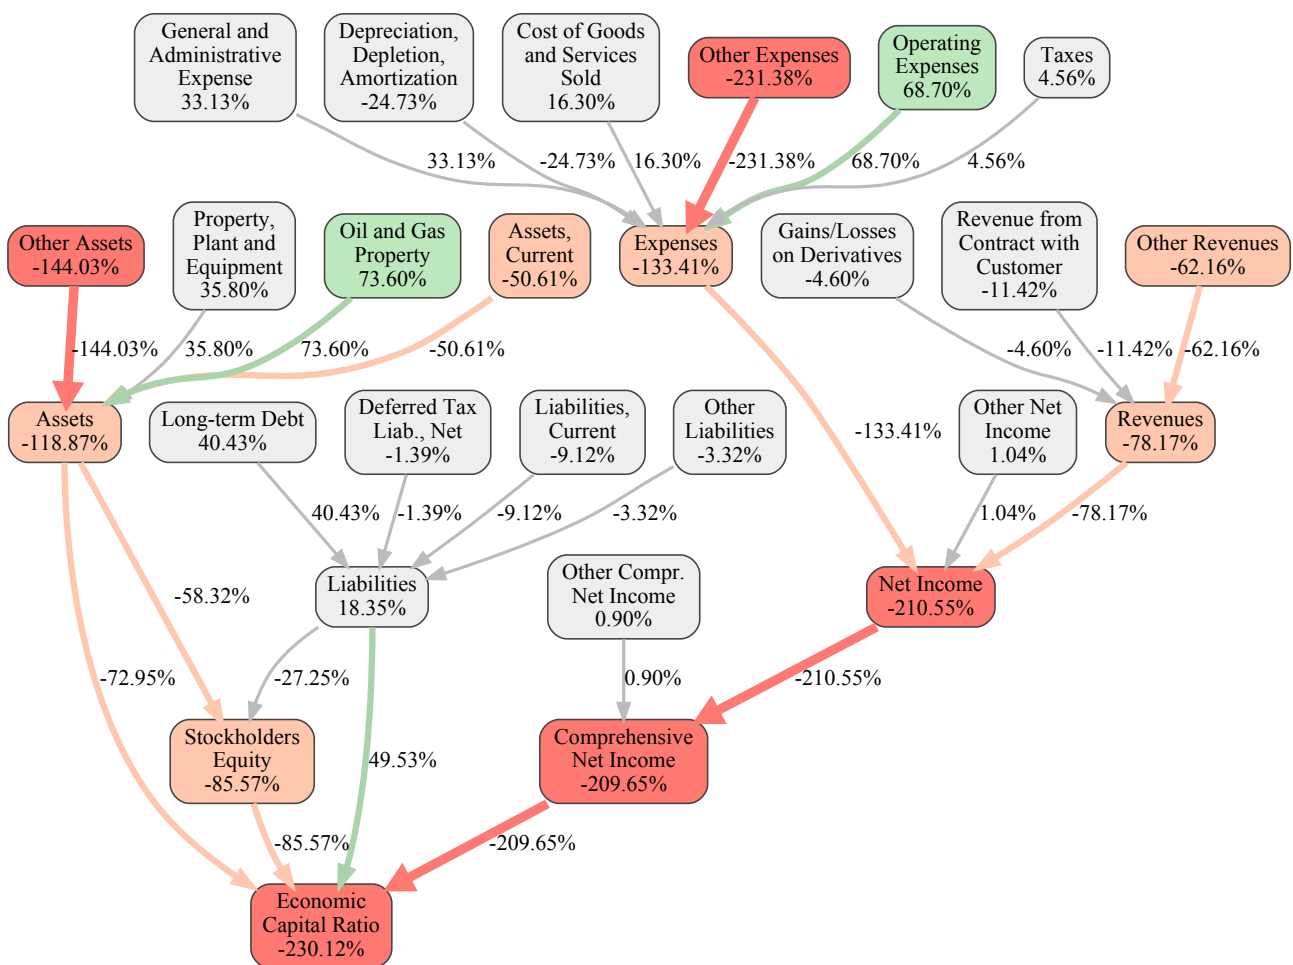 General and
Administrative
Expense
33.13%
Depreciation,
Depletion,
Amortization
-24.73%
Cost of Goods
and Services
Sold
16.30%
Other Expenses
-231.38%
Operating
Expenses
68.70%
Taxes
4.56%
33.13%
-24.73%
16.30%
-231.38%
68.70%
4.56%
Other Assets
-144.03%
Property,
Plant and
Equipment
35.80%
Oil and Gas
Property
73.60%
Assets,
Current
-50.61%
Expenses
-133.41%
Gains/Losses
on Derivatives
-4.60%
Revenue from
Contract with
Customer
-11.42%
Other Revenues
-62.16%
-144.03%
35.80%
73.60%
-50.61%
-4.60%
-11.42%
-62.16%
Assets
-118.87%
Long-term Debt
40.43%
Deferred Tax
Liab., Net
-1.39%
Liabilities,
Current
-9.12%
Other
Liabilities
-3.32%
-133.41%
Other Net
Income
1.04%
Revenues
-78.17%
40.43%
-1.39%
-9.12%
-3.32%
1.04%
-78.17%
-58.32%
Liabilities
18.35%
Other Compr.
Net Income
0.90%
Net Income
-210.55%
-72.95%
-27.25%
0.90%
-210.55%
Stockholders
Equity
-85.57%
49.53%
Comprehensive
Net Income
-209.65%
-85.57%
-209.65%
Economic
Capital Ratio
-230.12%